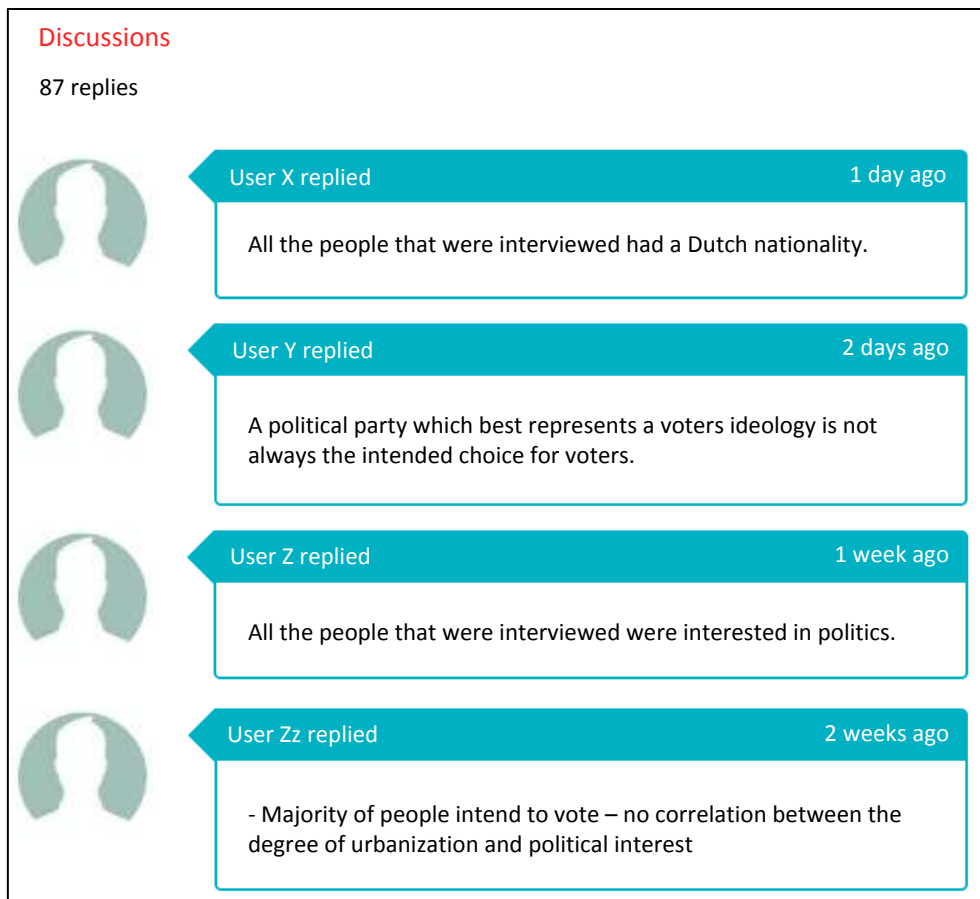 Discussions
87 replies
User X replied 1 day ago
All the people that were interviewed had a Dutch nationality.
User Y replied 2 days ago
A political party which best represents a voters ideology is not
always the intended choice for voters.
User Z replied 1 week ago
All the people that were interviewed were interested in politics.
User Zz replied 2 weeks ago
- Majority of people intend to vote – no correlation between the
degree of urbanization and political interest